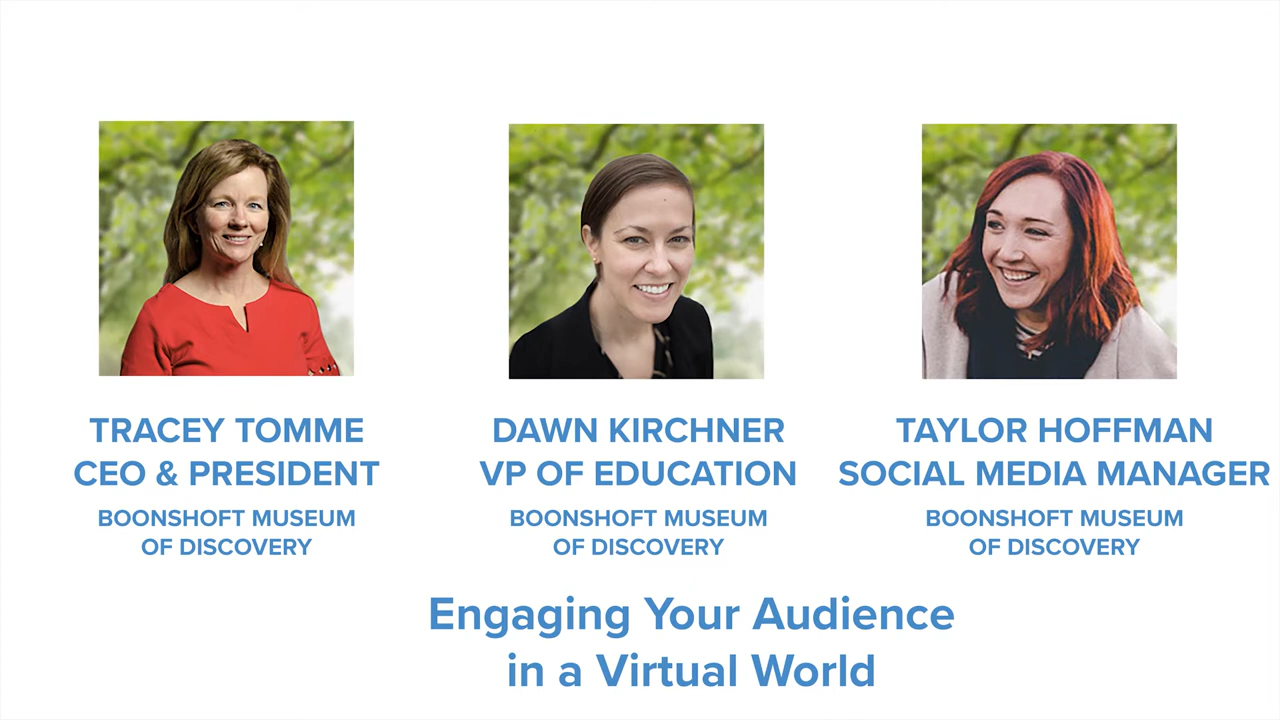 TRACEY TOMME
CEO & PRESIDENT
BOONSHOFT MUSEUM
OF DISCOVERY
DAWN KIRCHNER
VP OF EDUCATION
BOONSHOFT MUSEUM
OF DISCOVERY
TAYLOR HOFFMAN
SOCIAL MEDIA MANAGER
BOONSHOFT MUSEUM
OF DISCOVERY
Engaging Your Audience
in a Virtual World